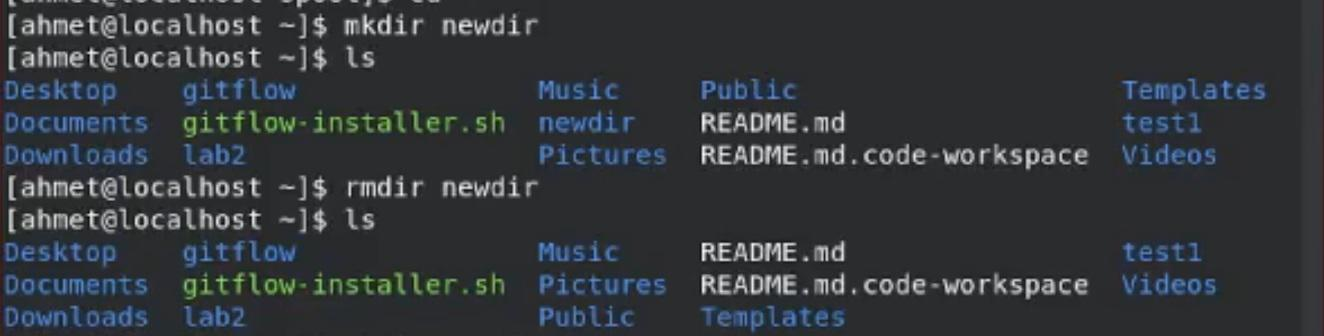 [ahmet@localhost ~]$ mkdir newdir
[ahmet@localhost ~]$ ls
Desktop gitflow Music Public Templates
Documents gitflow-installer.sh newdir README.md test1
Downloads lab2 Pictures README.md.code-workspace Videos
[ahmet@localhost ~]$ rmdir newdir
[ahmet@localhost ~]$ ls
Desktop gitflow Music README.md test1
Documents gitflow-installer.sh Pictures README.md.code-workspace Videos
Downloads lab2 Public Templates